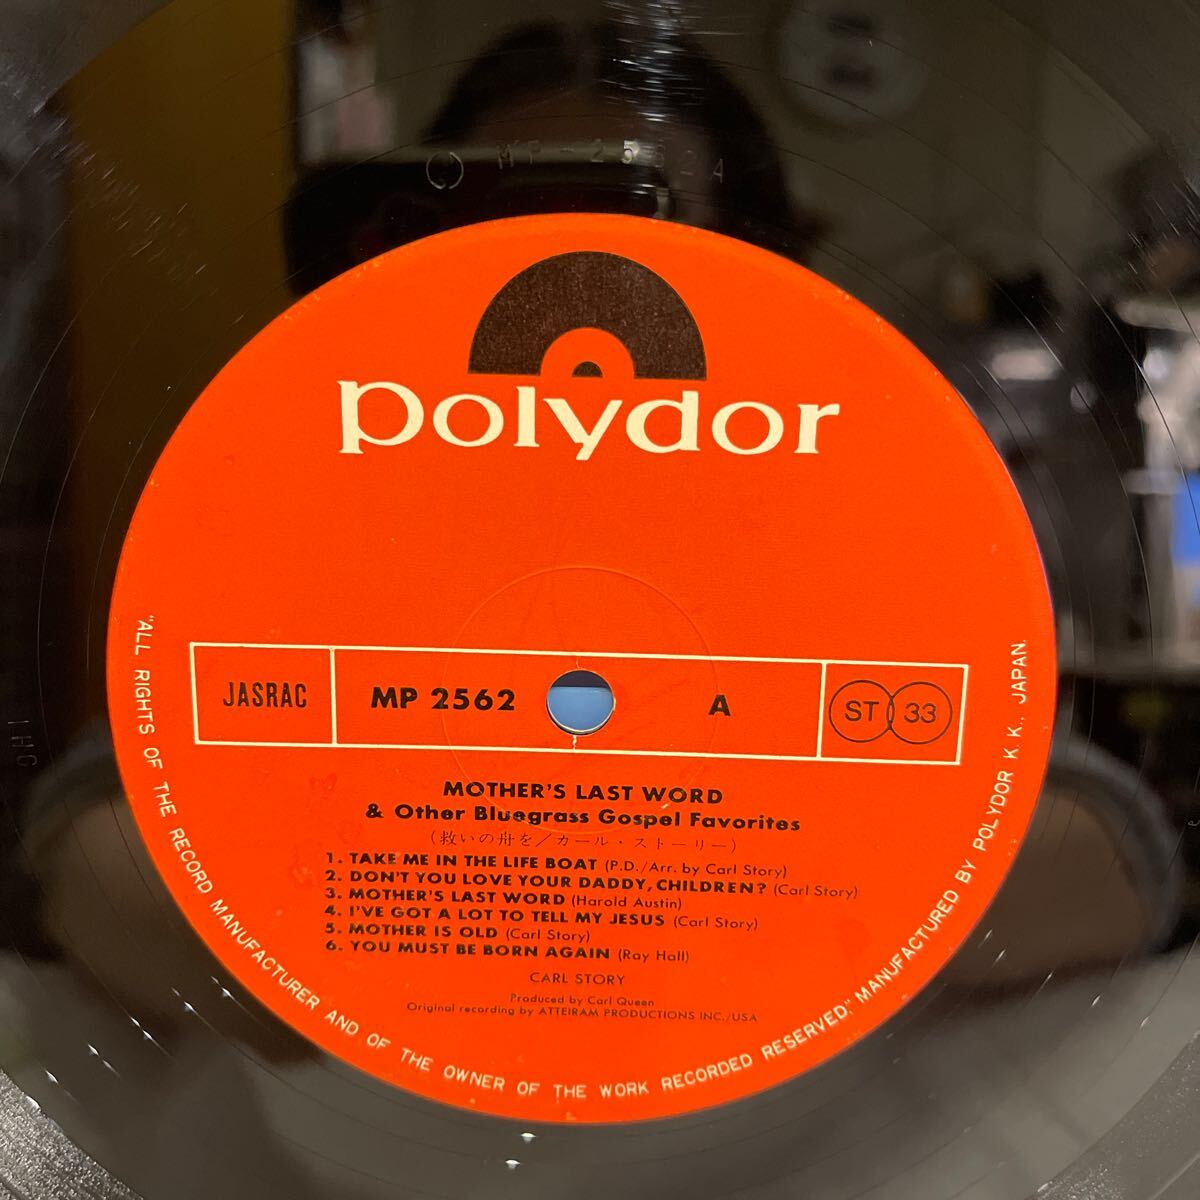 MP-2562A
polydor
JASRAC MP 2562 A ST 33
MOTHER'S LAST WORD
& Other Bluegrass Gospel Favorites
(救いの舟を/カール・ストーリー)
1. TAKE ME IN THE LIFE BOAT (P.D./Arr. by Carl Story)
2. DON'T YOU LOVE YOUR DADDY, CHILDREN? (Carl Story)
3. MOTHER'S LAST WORD (Harold Austin)
4. I'VE GOT A LOT TO TELL MY JESUS (Carl Story)
5. MOTHER IS OLD (Carl Story)
6. YOU MUST BE BORN AGAIN (Ray Hall)
CARL STORY
Produced by Carl Queen
Original recording by ATTEIRAM PRODUCTIONS INC./USA
"ALL RIGHTS OF THE RECORD MANUFACTURER AND OF THE OWNER OF THE WORK RECORDED RESERVED." MANUFACTURED BY POLYDOR K.K., JAPAN.